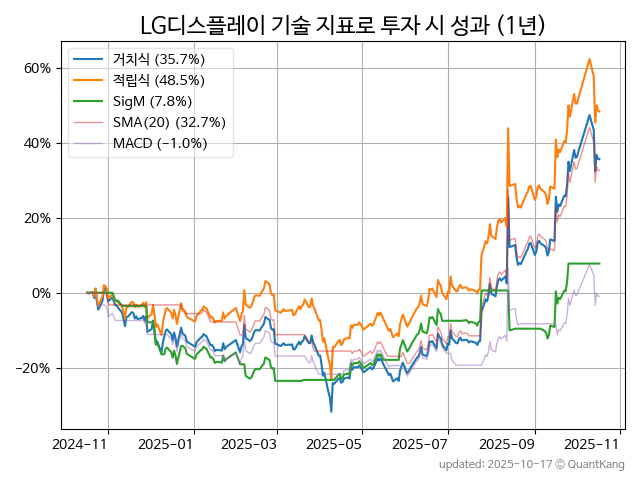 LG디스플레이 기술 지표로 투자 시 성과 (1년)
거치식 (35.7%)
적립식 (48.5%)
SigM (7.8%)
SMA(20) (32.7%)
MACD (−1.0%)
60%
40%
20%
0%
−20%
2024-11 2025-01 2025-03 2025-05 2025-07 2025-09 2025-11
updated: 2025-10-17 © QuantKang